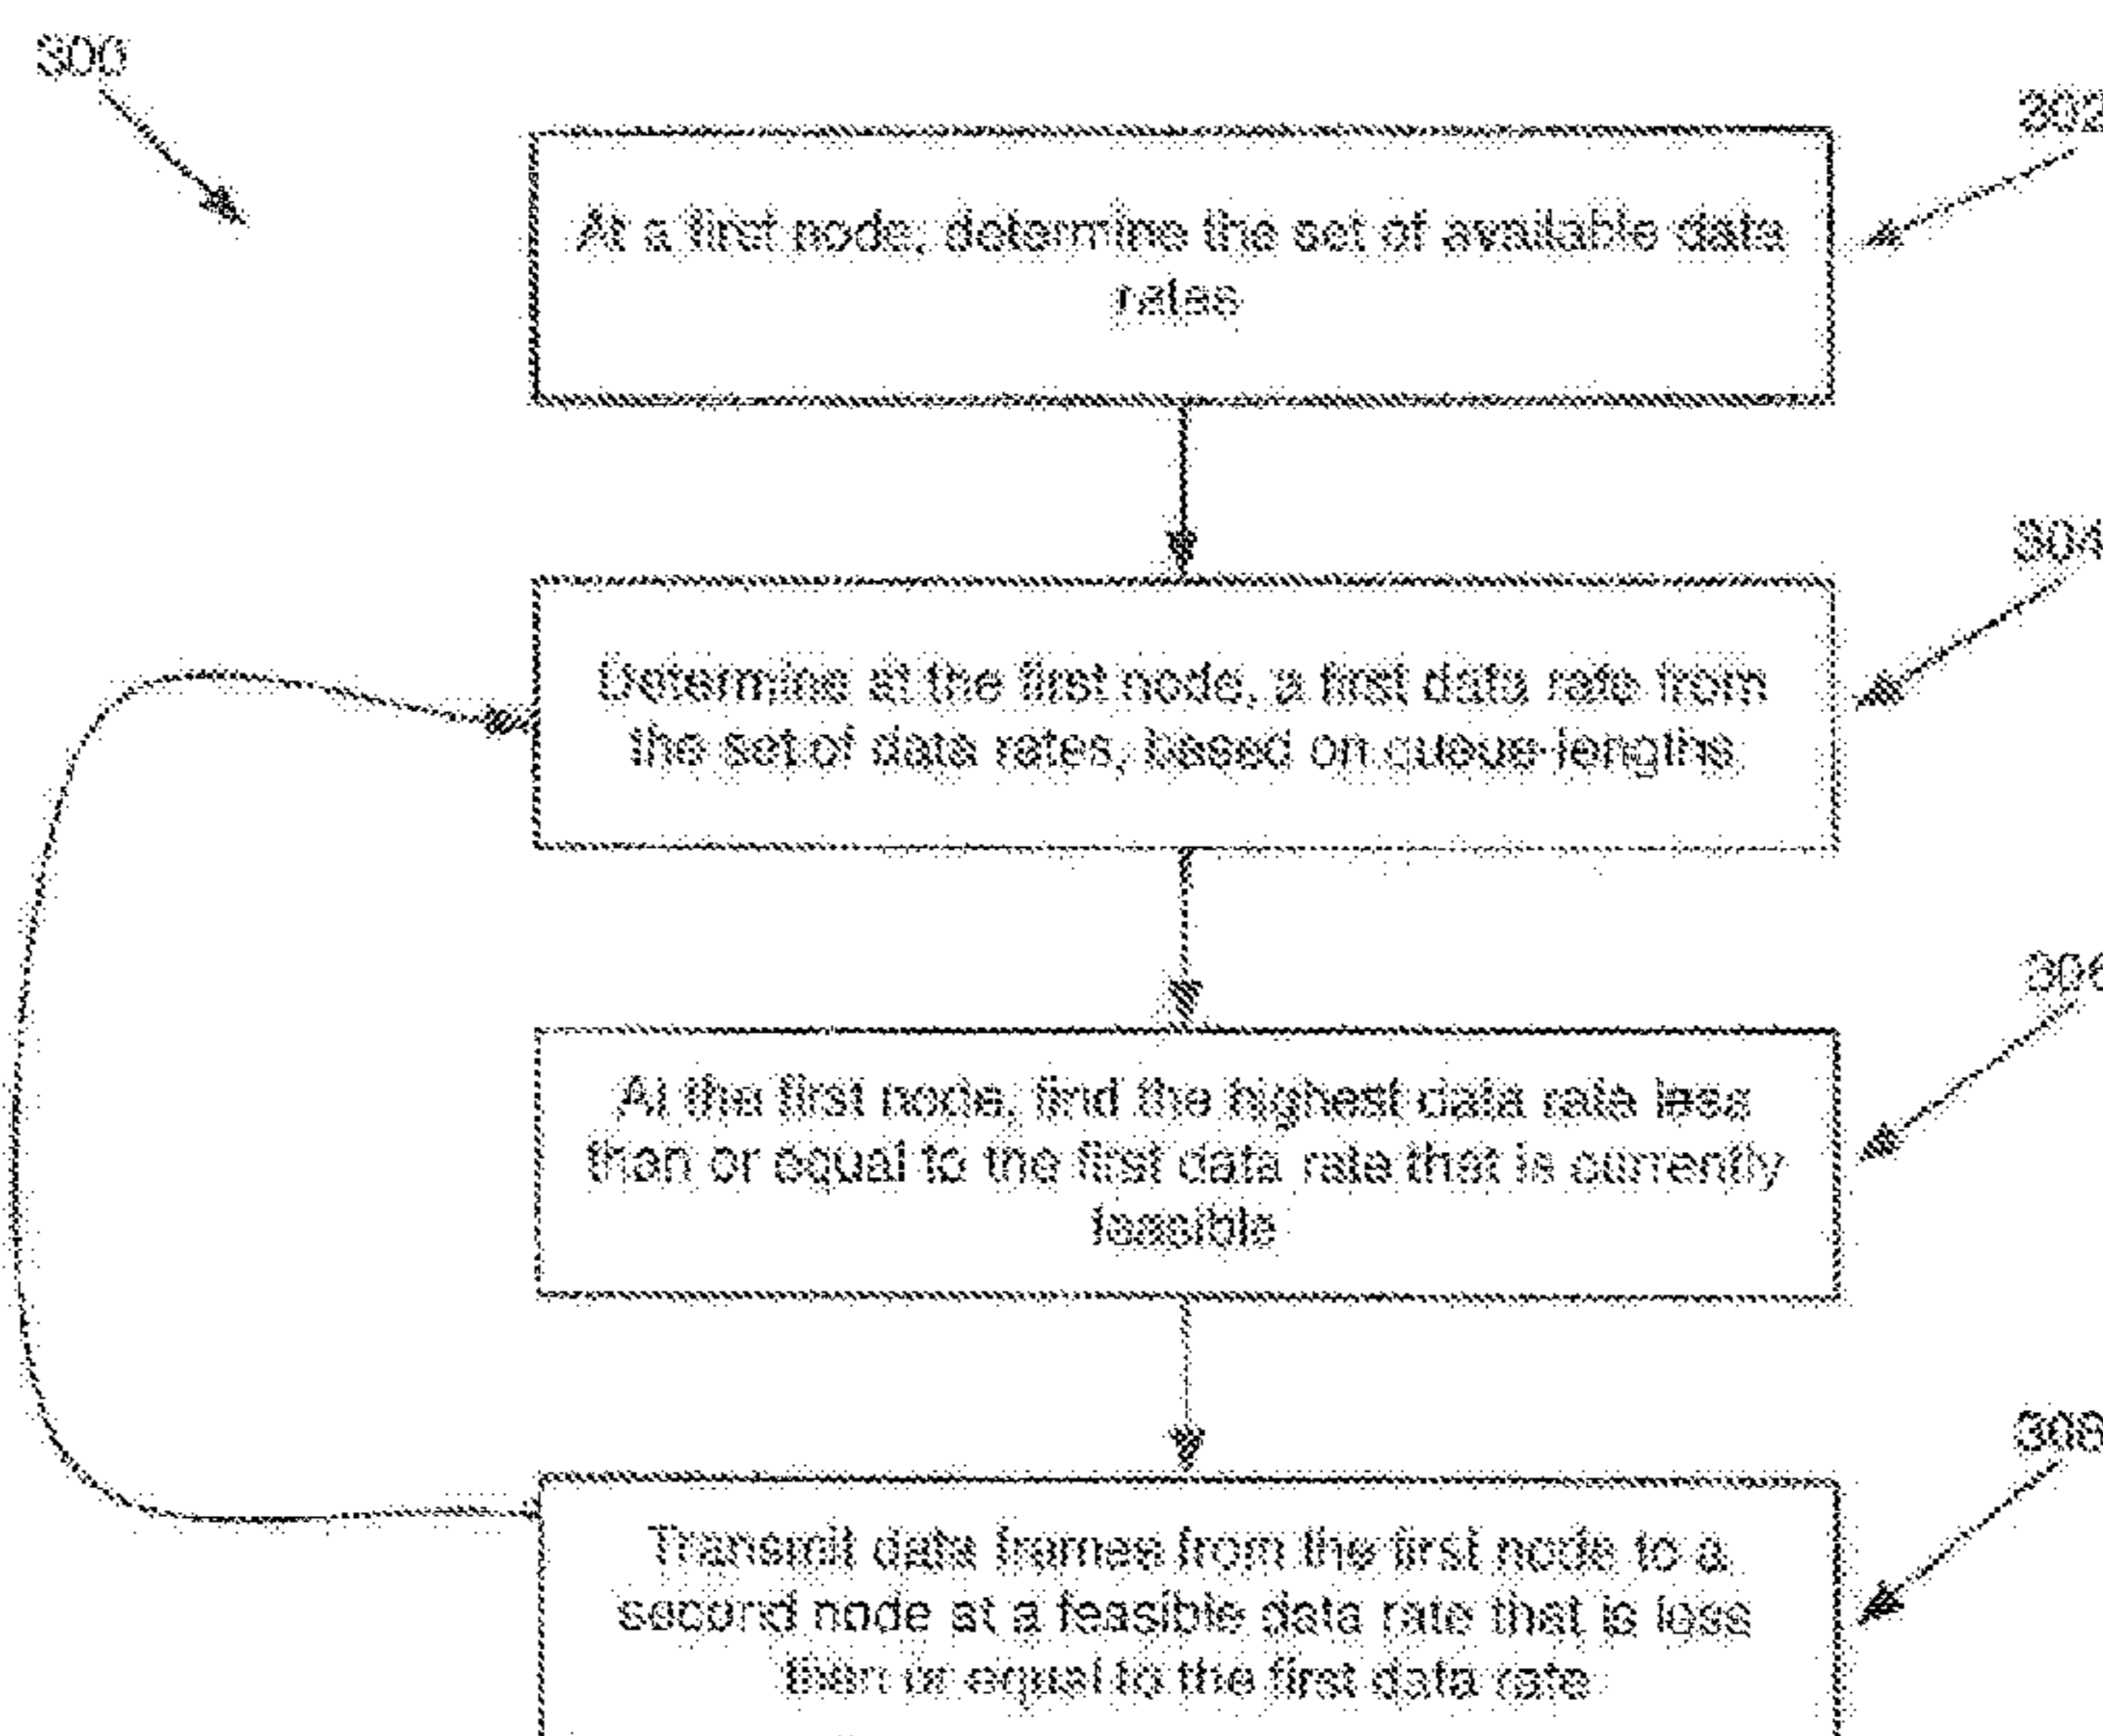 300
302
At a first node, determine the set of available data
rates
304
Determine at the first node, a first data rate from
the set of data rates, based on queue-lengths
306
At the first node, find the highest data rate less
than or equal to the first data rate that is currently
feasible
308
Transmit data frames from the first node to a
second node at a feasible data rate that is less
than or equal to the first data rate